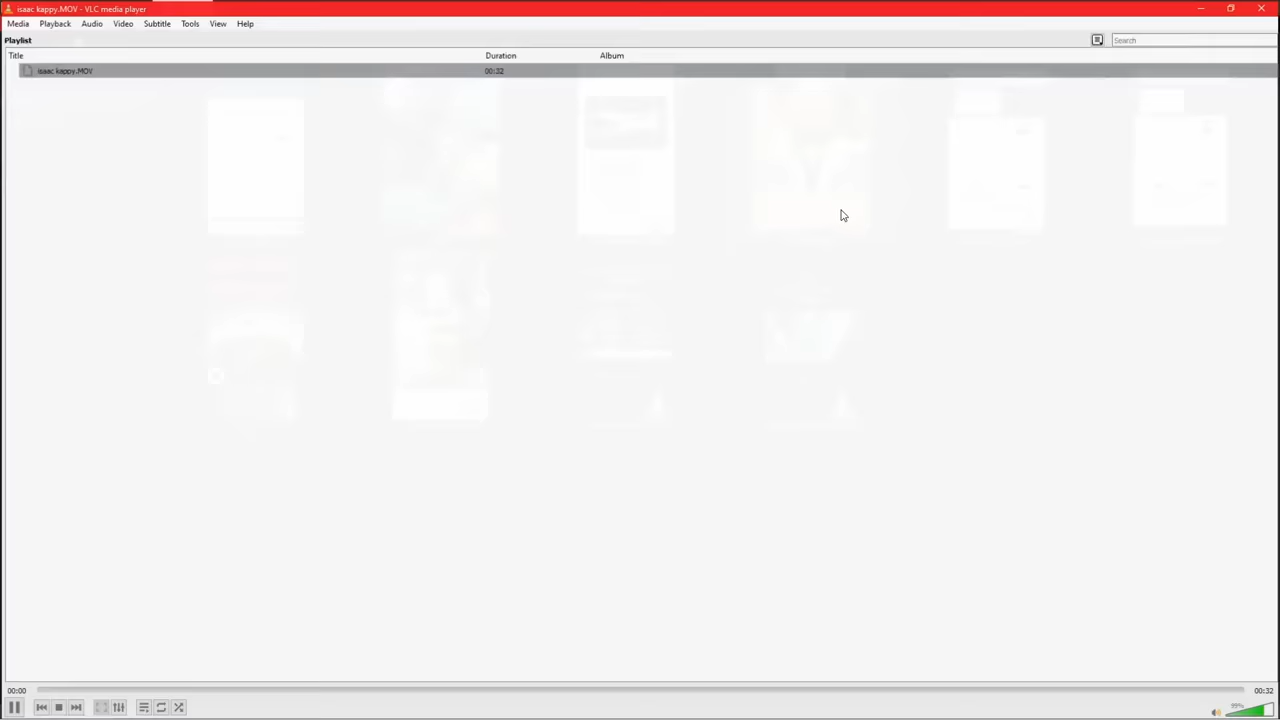 isaac kappy.MOV - VLC media player
Media Playback Audio Video Subtitle Tools View Help
Playlist
Search
Title Duration Album
isaac kappy.MOV 00:32
00:00 00:32
99%